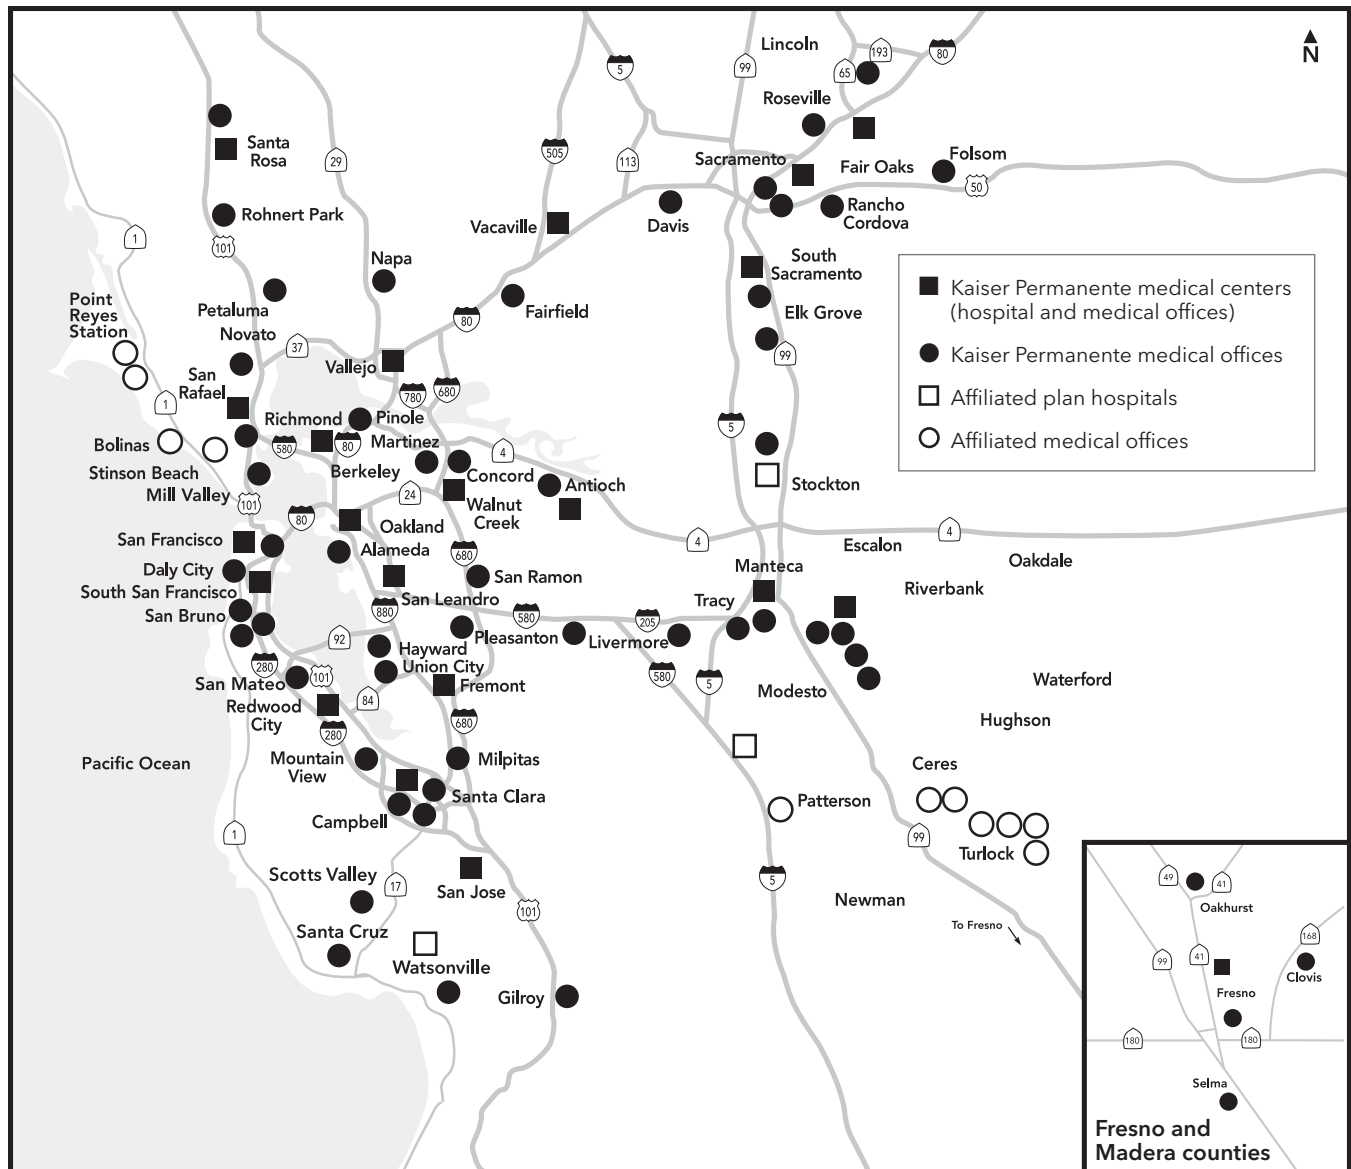 Lincoln
193
80
N
5
99
65
Roseville
Santa
Rosa
29
505
113
Sacramento
Fair Oaks
Folsom
50
Rohnert Park
101
1
Vacaville
Davis
Rancho
Cordova
Napa
South
Sacramento
Kaiser Permanente medical centers
(hospital and medical offices)
Kaiser Permanente medical offices
Affiliated plan hospitals
Affiliated medical offices
Point
Reyes
Station
Petaluma
Novato
Fairfield
80
Elk Grove
37
99
Vallejo
San
Rafael
780
680
1
Richmond
Pinole
5
Bolinas
580
80
Martinez
4
Stinson Beach
Berkeley
Concord
Antioch
Stockton
Mill Valley
101
24
Walnut
Creek
80
Oakland
San Francisco
Alameda
680
4
4
Escalon
Oakdale
Daly City
San Ramon
Manteca
Riverbank
South San Francisco
San Leandro
Tracy
San Bruno
880
580
205
92
Pleasanton
Livermore
Hayward
Union City
280
101
580
5
San Mateo
84
Fremont
Modesto
Waterford
Redwood
City
280
680
Hughson
Pacific Ocean
Mountain
View
Milpitas
Ceres
Santa Clara
Patterson
Campbell
1
99
Turlock
Scotts Valley
17
San Jose
5
Newman
101
To Fresno
Santa Cruz
Watsonville
Gilroy
49
41
Oakhurst
168
99
41
Clovis
Fresno
180
180
Selma
Fresno and
Madera counties